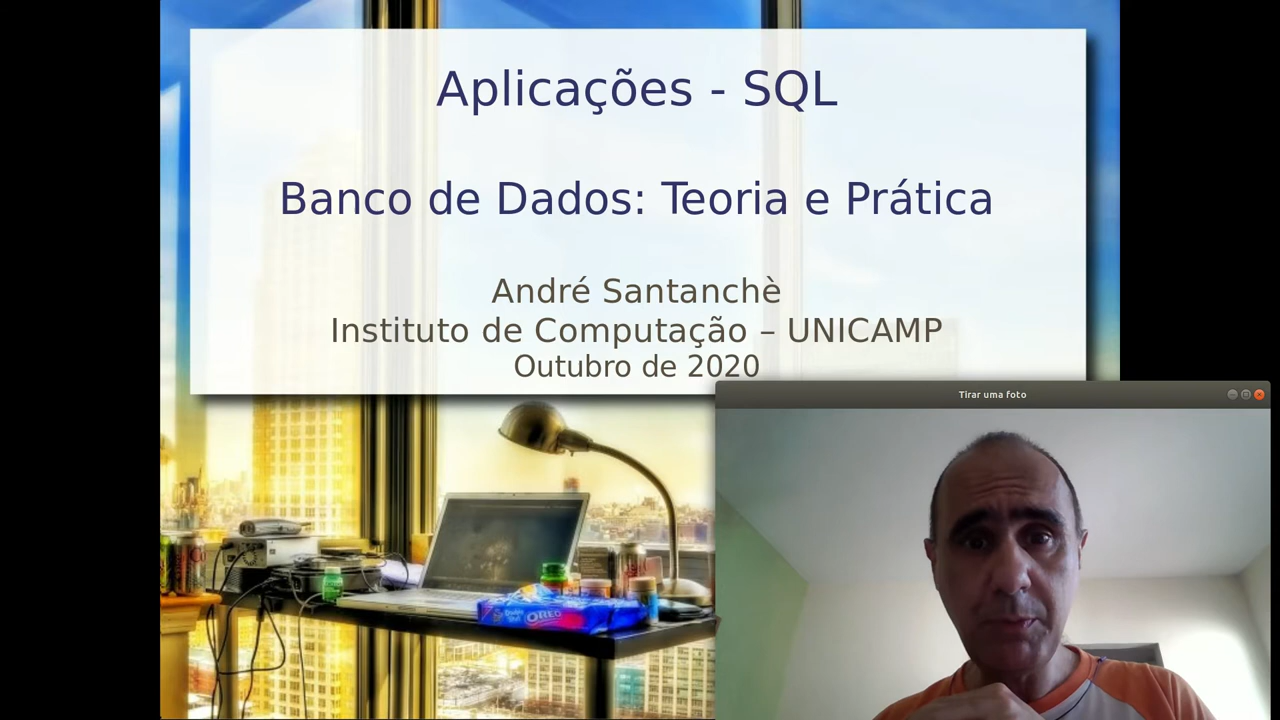 Aplicações - SQL
Banco de Dados: Teoria e Prática
André Santanchè
Instituto de Computação – UNICAMP
Outubro de 2020
Tirar uma foto
OREO